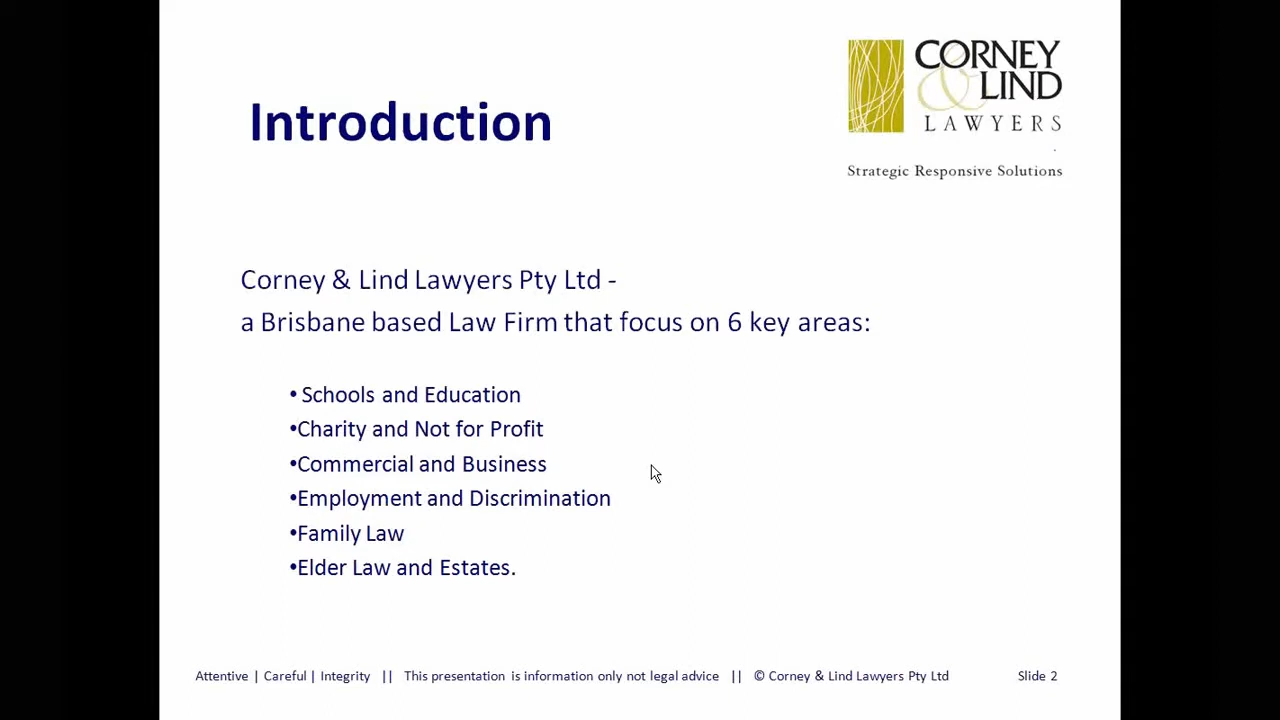 Introduction
CORNEY
& LIND
LAWYERS
Strategic Responsive Solutions
Corney & Lind Lawyers Pty Ltd -
a Brisbane based Law Firm that focus on 6 key areas:
• Schools and Education
•Charity and Not for Profit
•Commercial and Business
•Employment and Discrimination
•Family Law
•Elder Law and Estates.
Attentive | Careful | Integrity || This presentation is information only not legal advice || © Corney & Lind Lawyers Pty Ltd Slide 2